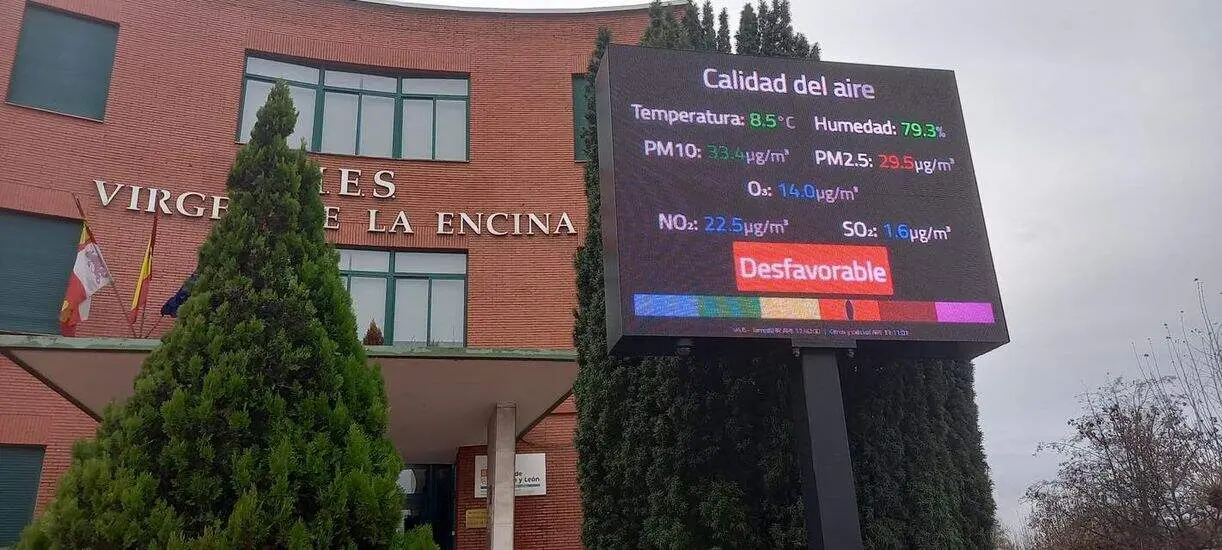 I.E.S.
VIRGEN DE LA ENCINA
Calidad del aire
Temperatura: 8.5°C Humedad: 79.3%
PM10: 33.4µg/m³ PM2.5: 29.5µg/m³
O₃: 14.0µg/m³
NO₂: 22.5µg/m³ SO₂: 1.6µg/m³
Desfavorable
de
y León